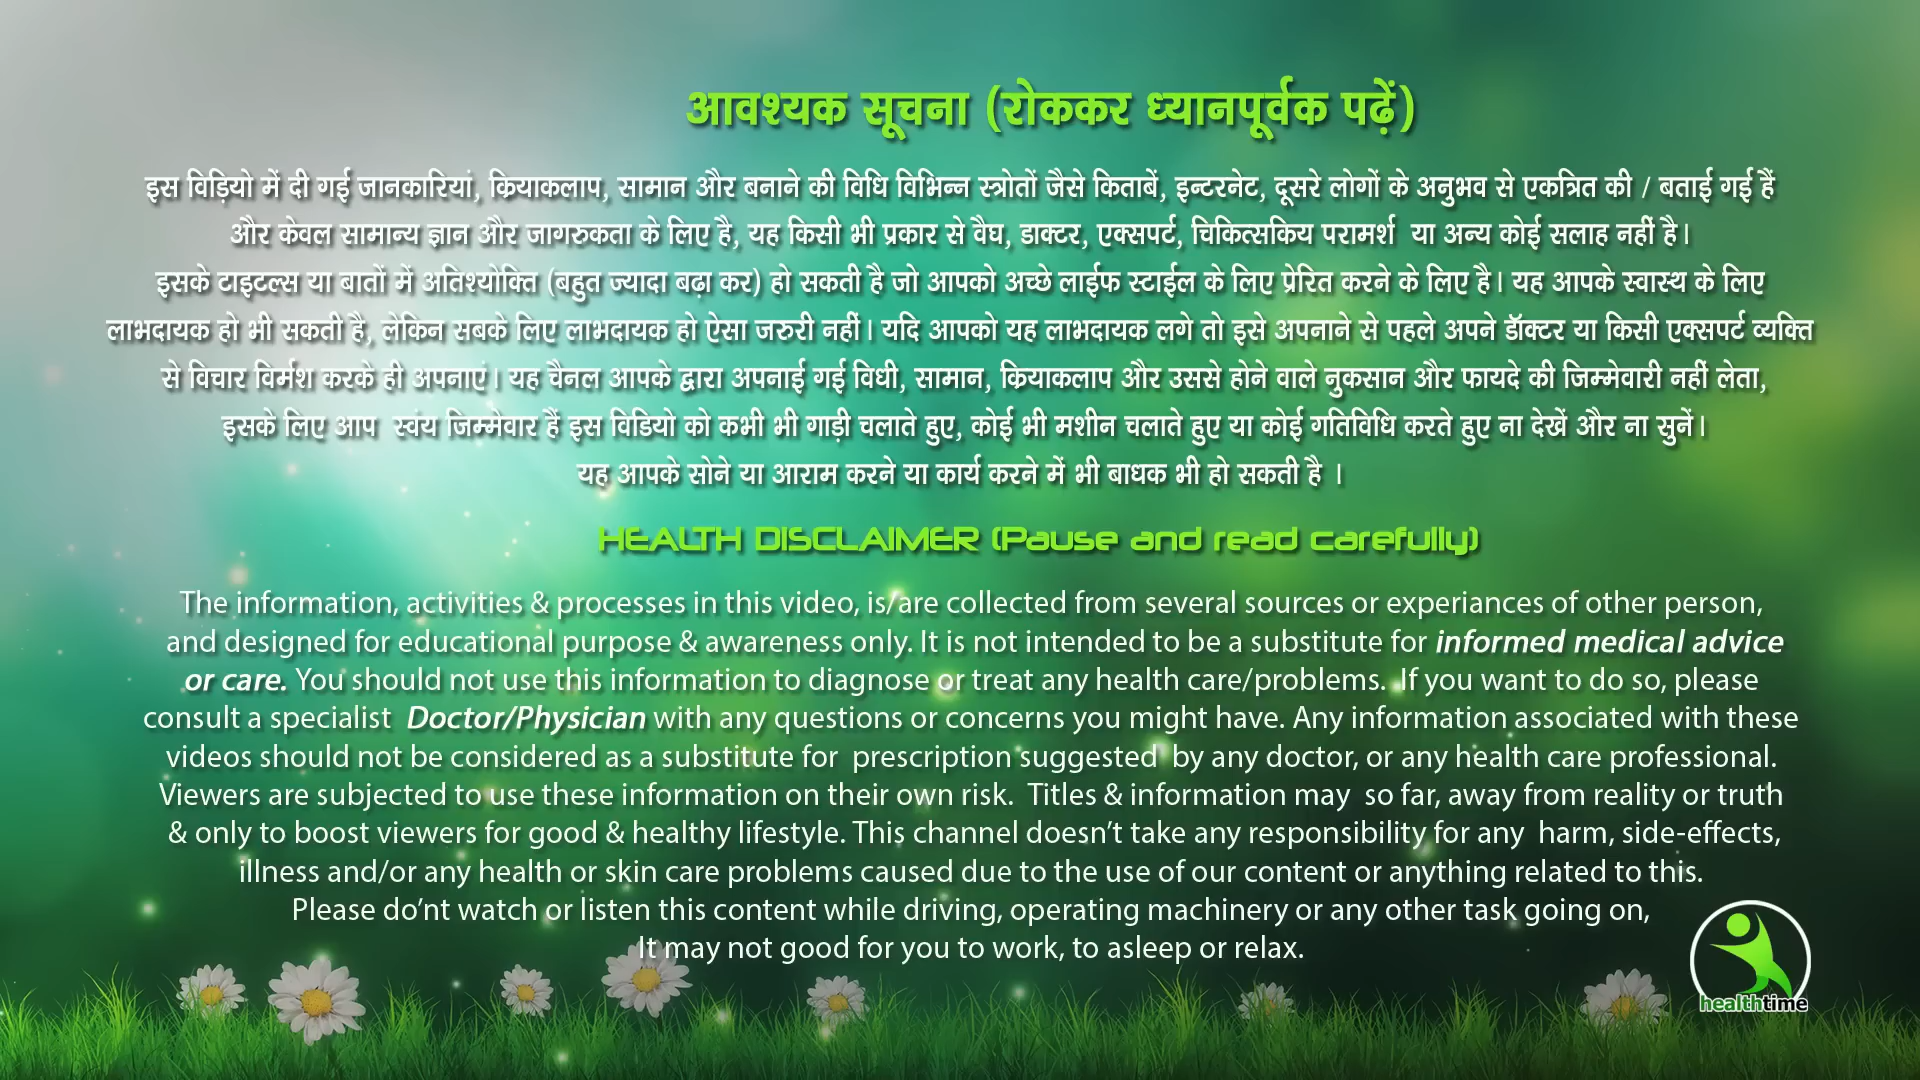 आवश्यक सूचना (रोककर ध्यानपूर्वक पढ़ें)
इस विड़ियो में दी गई जानकारियां, क्रियाकलाप, सामान और बनाने की विधि विभिन्न स्त्रोतों जैसे किताबें, इन्टरनेट, दूसरे लोगों के अनुभव से एकत्रित की / बताई गई हैं
और केवल सामान्य ज्ञान और जागरुकता के लिए है, यह किसी भी प्रकार से वैघ, डाक्टर, एक्सपर्ट, चिकित्सकिय परामर्श या अन्य कोई सलाह नहीं है।
इसके टाइटल्स या बातों में अतिश्योक्ति (बहुत ज्यादा बढ़ा कर) हो सकती है जो आपको अच्छे लाईफ स्टाईल के लिए प्रेरित करने के लिए है। यह आपके स्वास्थ के लिए
लाभदायक हो भी सकती है, लेकिन सबके लिए लाभदायक हो ऐसा जरुरी नहीं। यदि आपको यह लाभदायक लगे तो इसे अपनाने से पहले अपने डॉक्टर या किसी एक्सपर्ट व्यक्ति
से विचार विर्मश करके ही अपनाएं। यह चैनल आपके द्वारा अपनाई गई विधी, सामान, क्रियाकलाप और उससे होने वाले नुकसान और फायदे की जिम्मेवारी नहीं लेता,
इसके लिए आप स्वंय जिम्मेवार हैं इस विडियो को कभी भी गाड़ी चलाते हुए, कोई भी मशीन चलाते हुए या कोई गतिविधि करते हुए ना देखें और ना सुनें।
यह आपके सोने या आराम करने या कार्य करने में भी बाधक भी हो सकती है ।
HEALTH DISCLAIMER (Pause and read carefully)
The information, activities & processes in this video, is/are collected from several sources or experiances of other person,
and designed for educational purpose & awareness only. It is not intended to be a substitute for informed medical advice
or care. You should not use this information to diagnose or treat any health care/problems. If you want to do so, please
consult a specialist Doctor/Physician with any questions or concerns you might have. Any information associated with these
videos should not be considered as a substitute for prescription suggested by any doctor, or any health care professional.
Viewers are subjected to use these information on their own risk. Titles & information may so far, away from reality or truth
& only to boost viewers for good & healthy lifestyle. This channel doesn’t take any responsibility for any harm, side-effects,
illness and/or any health or skin care problems caused due to the use of our content or anything related to this.
Please do’nt watch or listen this content while driving, operating machinery or any other task going on,
It may not good for you to work, to asleep or relax.
healthtime